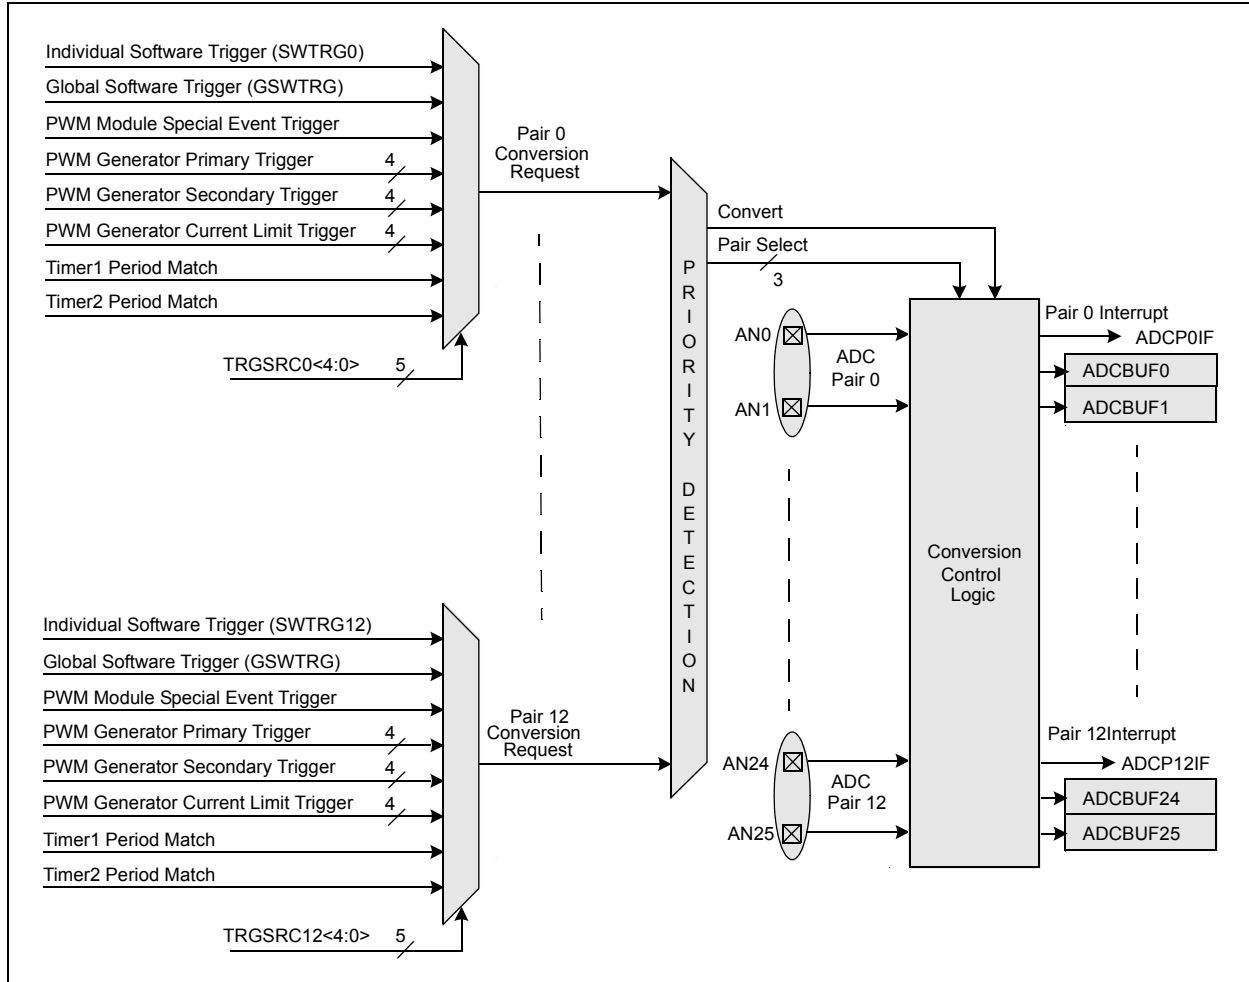 Individual Software Trigger (SWTRG0)
Global Software Trigger (GSWTRG)
PWM Module Special Event Trigger
PWM Generator Primary Trigger 4
PWM Generator Secondary Trigger 4
PWM Generator Current Limit Trigger 4
Timer1 Period Match
Timer2 Period Match
TRGSRC0<4:0> 5
Pair 0
Conversion
Request
PRIORITY DETECTION
Convert
Pair Select
3
AN0
AN1
ADC
Pair 0
Pair 0 Interrupt
ADCP0IF
ADCBUF0
ADCBUF1
Conversion
Control
Logic
Individual Software Trigger (SWTRG12)
Global Software Trigger (GSWTRG)
PWM Module Special Event Trigger
PWM Generator Primary Trigger 4
PWM Generator Secondary Trigger 4
PWM Generator Current Limit Trigger 4
Timer1 Period Match
Timer2 Period Match
TRGSRC12<4:0> 5
Pair 12
Conversion
Request
AN24
AN25
ADC
Pair 12
Pair 12Interrupt
ADCP12IF
ADCBUF24
ADCBUF25